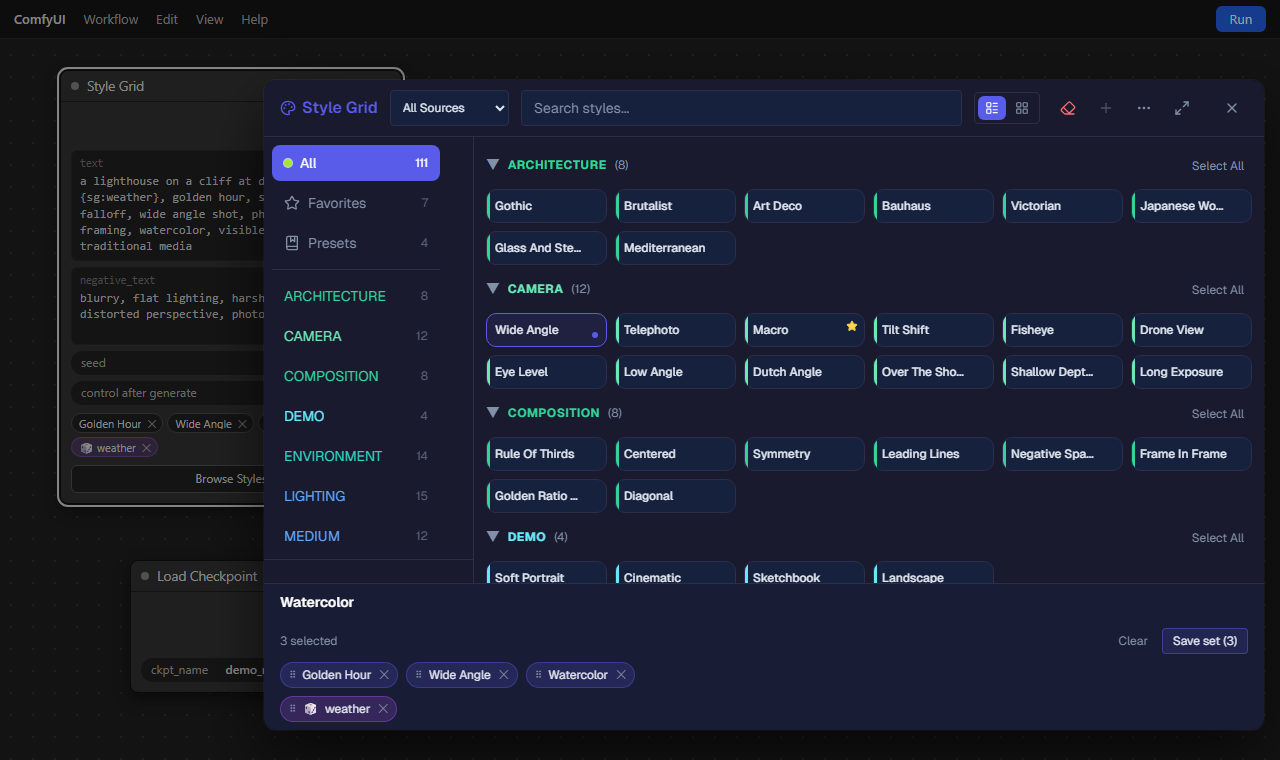 ComfyUI Workflow Edit View Help Run
Style Grid
text
a lighthouse on a cliff at d
{sg:weather}, golden hour, s
falloff, wide angle shot, ph
framing, watercolor, visible
traditional media
negative_text
blurry, flat lighting, harsh
distorted perspective, photo
seed
control after generate
Golden Hour Wide Angle
weather
Browse Styles
Load Checkpoint
ckpt_name
Style Grid All Sources Search styles...
All 111
Favorites 7
Presets 4
ARCHITECTURE 8
CAMERA 12
COMPOSITION 8
DEMO 4
ENVIRONMENT 14
LIGHTING 15
MEDIUM 12
ARCHITECTURE (8) Select All
Gothic Brutalist Art Deco Bauhaus Victorian Japanese Wo...
Glass And Ste... Mediterranean
CAMERA (12) Select All
Wide Angle Telephoto Macro Tilt Shift Fisheye Drone View
Eye Level Low Angle Dutch Angle Over The Sho... Shallow Dept... Long Exposure
COMPOSITION (8) Select All
Rule Of Thirds Centered Symmetry Leading Lines Negative Spa... Frame In Frame
Golden Ratio ... Diagonal
DEMO (4) Select All
Soft Portrait Cinematic Sketchbook Landscape
Watercolor
3 selected Clear Save set (3)
Golden Hour Wide Angle Watercolor
weather